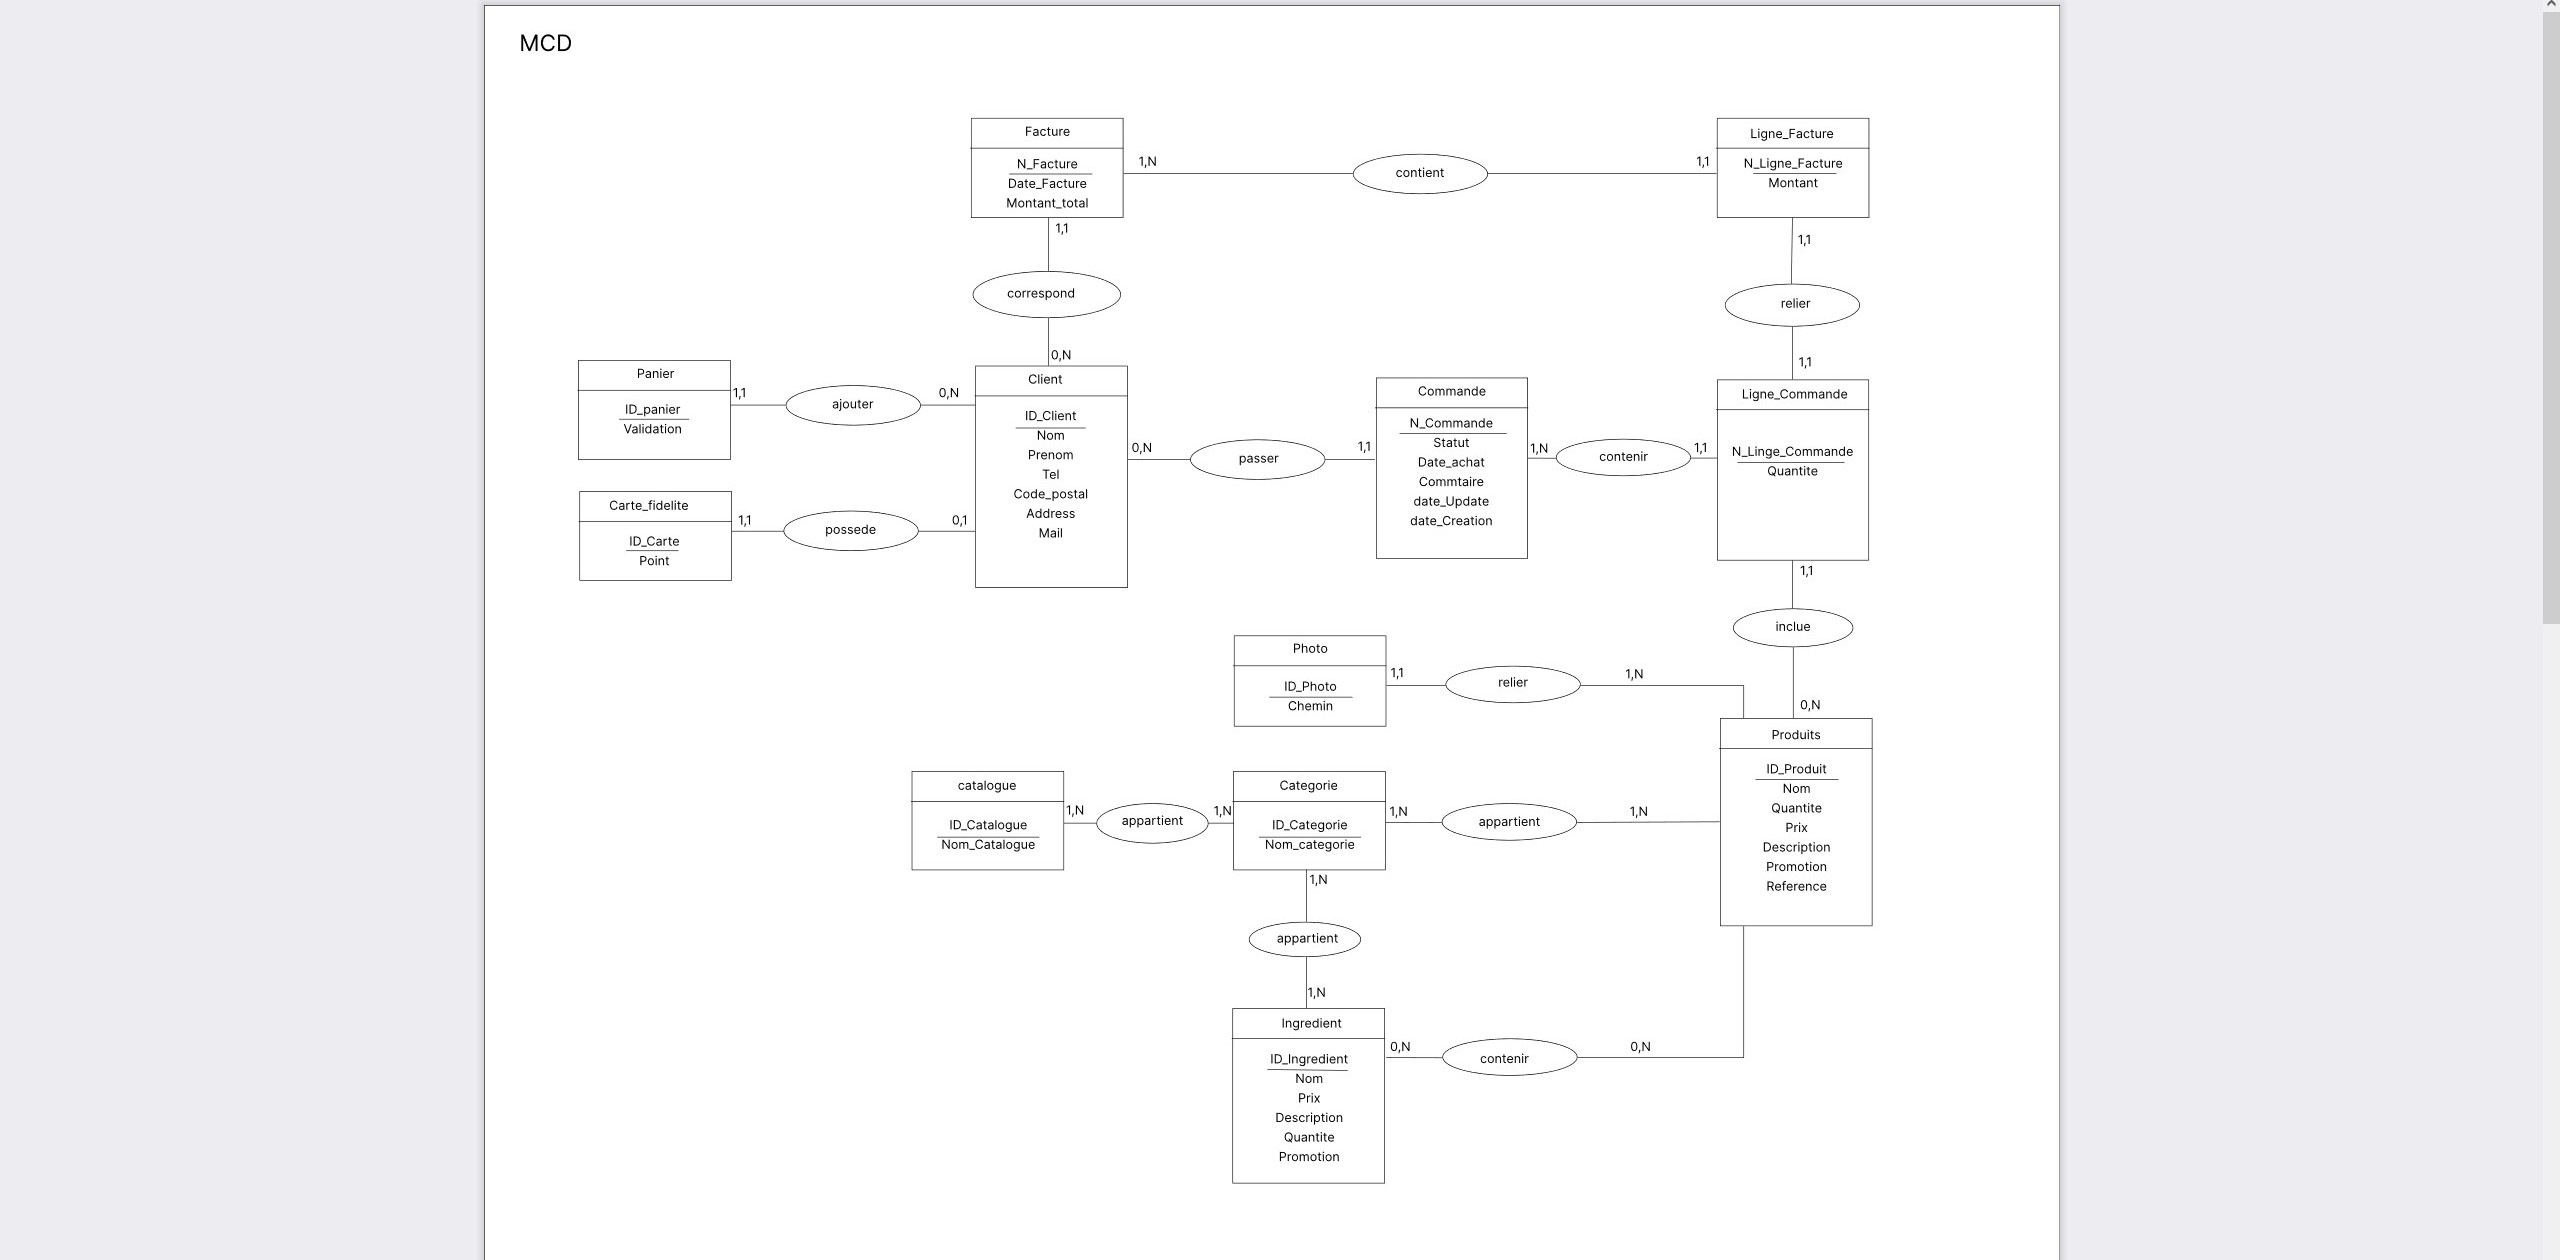 MCD
Facture
N_Facture
Date_Facture
Montant_total
1,N
contient
1,1
Ligne_Facture
N_Ligne_Facture
Montant
1,1
correspond
0,N
1,1
relier
1,1
Panier
ID_panier
Validation
1,1
ajouter
0,N
Carte_fidelite
ID_Carte
Point
1,1
possede
0,1
Client
ID_Client
Nom
Prenom
Tel
Code_postal
Address
Mail
0,N
passer
1,1
Commande
N_Commande
Statut
Date_achat
Commtaire
date_Update
date_Creation
1,N
contenir
1,1
Ligne_Commande
N_Linge_Commande
Quantite
1,1
inclue
0,N
Photo
ID_Photo
Chemin
1,1
relier
1,N
Produits
ID_Produit
Nom
Quantite
Prix
Description
Promotion
Reference
catalogue
ID_Catalogue
Nom_Catalogue
1,N
appartient
1,N
Categorie
ID_Categorie
Nom_categorie
1,N
appartient
1,N
1,N
appartient
1,N
Ingredient
ID_Ingredient
Nom
Prix
Description
Quantite
Promotion
0,N
contenir
0,N